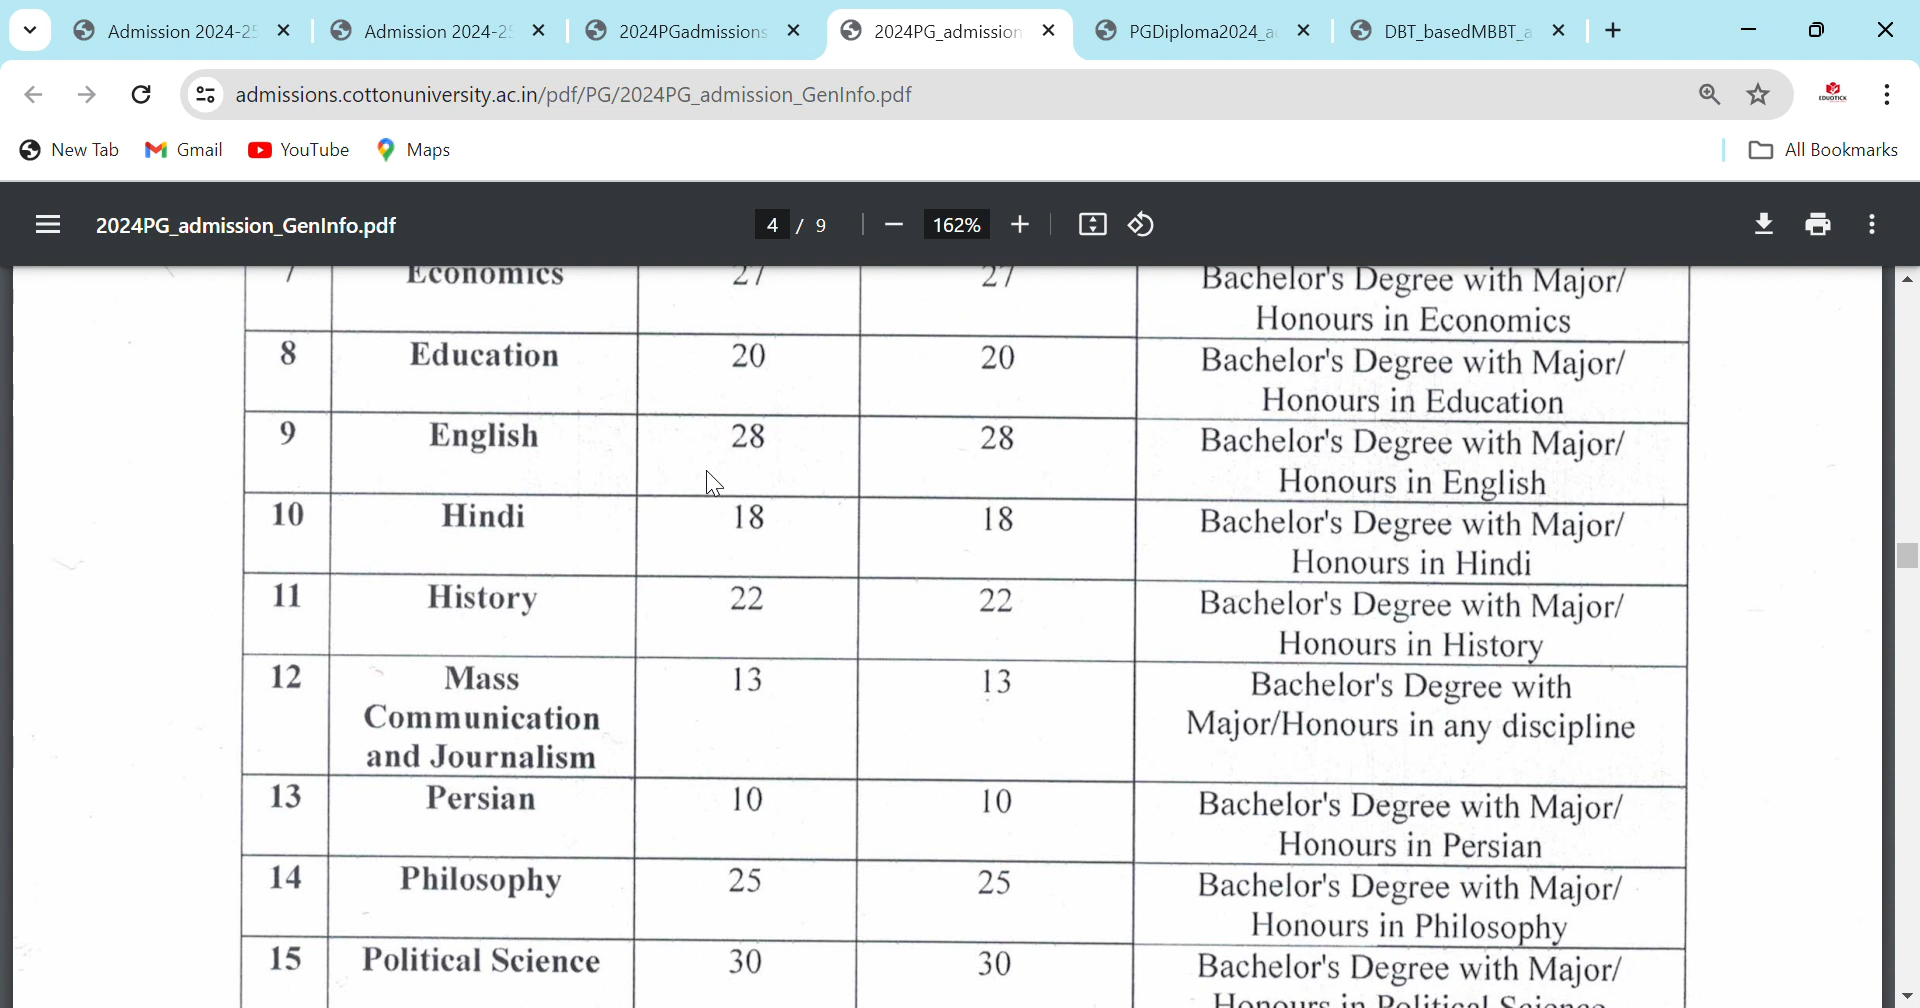 Admission 2024-25
Admission 2024-25
2024PGadmissions
2024PG_admission
PGDiploma2024_a
DBT_basedMBBT_a
admissions.cottonuniversity.ac.in/pdf/PG/2024PG_admission_GenInfo.pdf
EDUOTICK
New Tab
Gmail
YouTube
Maps
All Bookmarks
2024PG_admission_GenInfo.pdf
4 / 9
162%
7 Economics 27 27 Bachelor's Degree with Major/
Honours in Economics
8 Education 20 20 Bachelor's Degree with Major/
Honours in Education
9 English 28 28 Bachelor's Degree with Major/
Honours in English
10 Hindi 18 18 Bachelor's Degree with Major/
Honours in Hindi
11 History 22 22 Bachelor's Degree with Major/
Honours in History
12 Mass 13 13 Bachelor's Degree with
Communication Major/Honours in any discipline
and Journalism
13 Persian 10 10 Bachelor's Degree with Major/
Honours in Persian
14 Philosophy 25 25 Bachelor's Degree with Major/
Honours in Philosophy
15 Political Science 30 30 Bachelor's Degree with Major/
Honours in Political Science